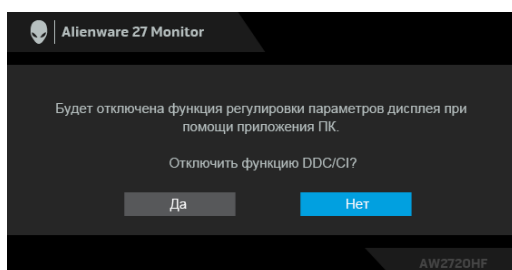 Alienware 27 Monitor
Будет отключена функция регулировки параметров дисплея при
помощи приложения ПК.
Отключить функцию DDC/CI?
Да
Нет
AW2720HF